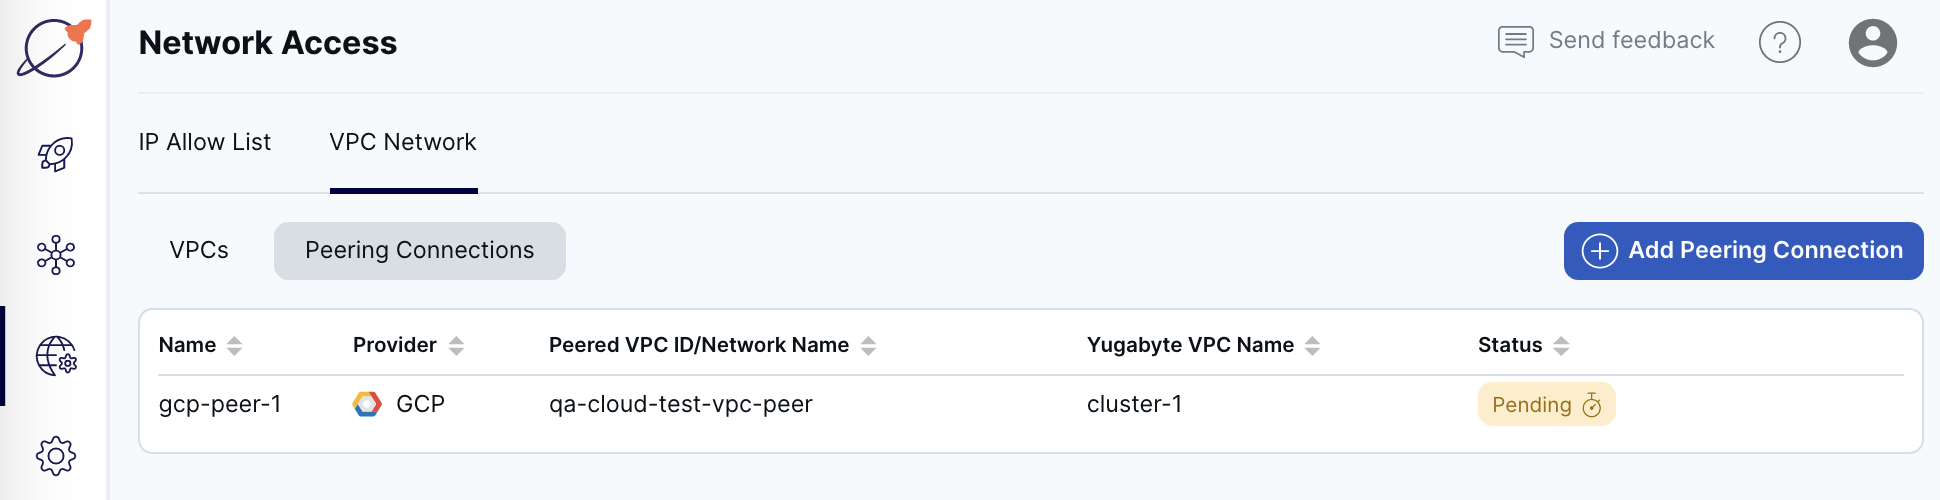 Network Access
Send feedback
?
IP Allow List
VPC Network
VPCs
Peering Connections
Add Peering Connection
Name
Provider
Peered VPC ID/Network Name
Yugabyte VPC Name
Status
gcp-peer-1
GCP
qa-cloud-test-vpc-peer
cluster-1
Pending